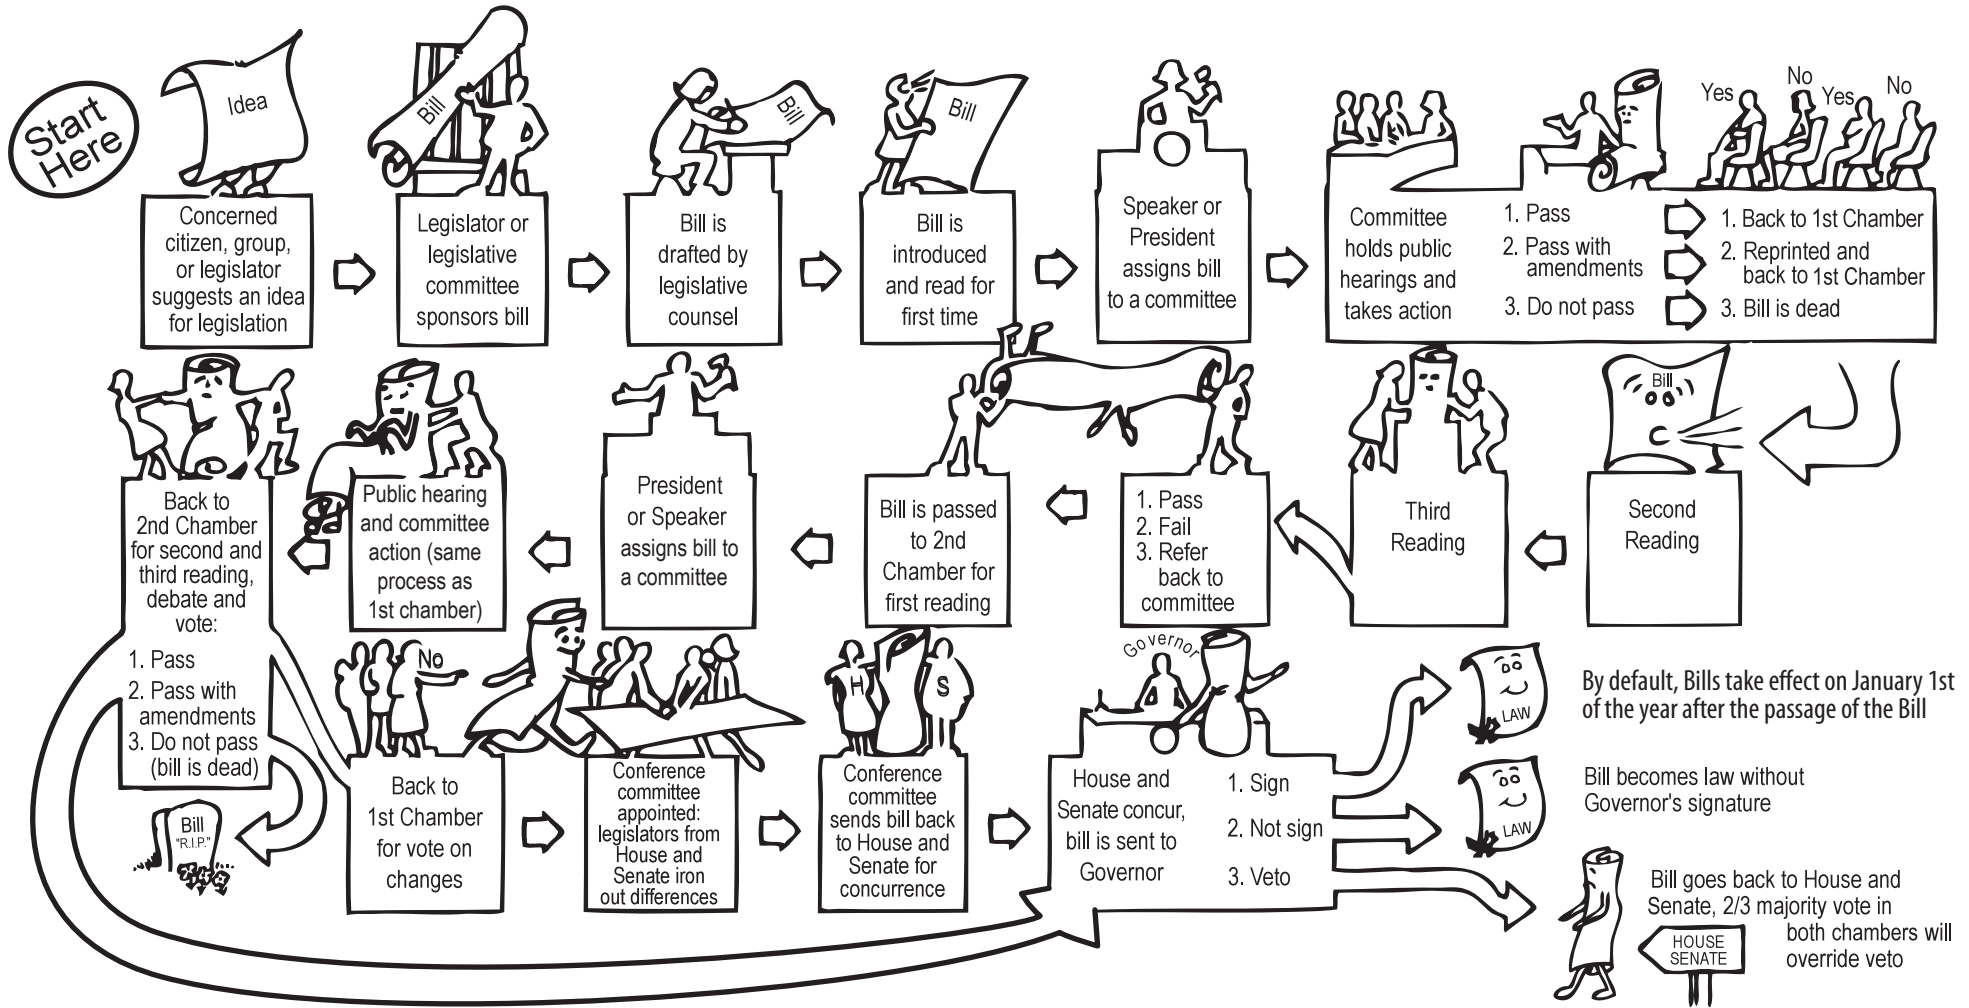 Start
Here
Idea
Concerned
citizen, group,
or legislator
suggests an idea
for legislation
Bill
Legislator or
legislative
committee
sponsors bill
Bill
Bill is
drafted by
legislative
counsel
Bill
Bill is
introduced
and read for
first time
Speaker or
President
assigns bill
to a committee
Committee
holds public
hearings and
takes action
1. Pass
2. Pass with
amendments
3. Do not pass
Yes
No
Yes
No
1. Back to 1st Chamber
2. Reprinted and
back to 1st Chamber
3. Bill is dead
Bill
Second
Reading
Third
Reading
1. Pass
2. Fail
3. Refer
back to
committee
Bill is passed
to 2nd
Chamber for
first reading
President
or Speaker
assigns bill to
a committee
Public hearing
and committee
action (same
process as
1st chamber)
Back to
2nd Chamber
for second and
third reading,
debate and
vote:
1. Pass
2. Pass with
amendments
3. Do not pass
(bill is dead)
Bill
"R.I.P."
No
Back to
1st Chamber
for vote on
changes
Conference
committee
appointed:
legislators from
House and
Senate iron
out differences
H
S
Conference
committee
sends bill back
to House and
Senate for
concurrence
Governor
House and
Senate concur,
bill is sent to
Governor
1. Sign
2. Not sign
3. Veto
LAW
By default, Bills take effect on January 1st
of the year after the passage of the Bill
LAW
Bill becomes law without
Governor's signature
Bill goes back to House and
Senate, 2/3 majority vote in
both chambers will
override veto
HOUSE
SENATE